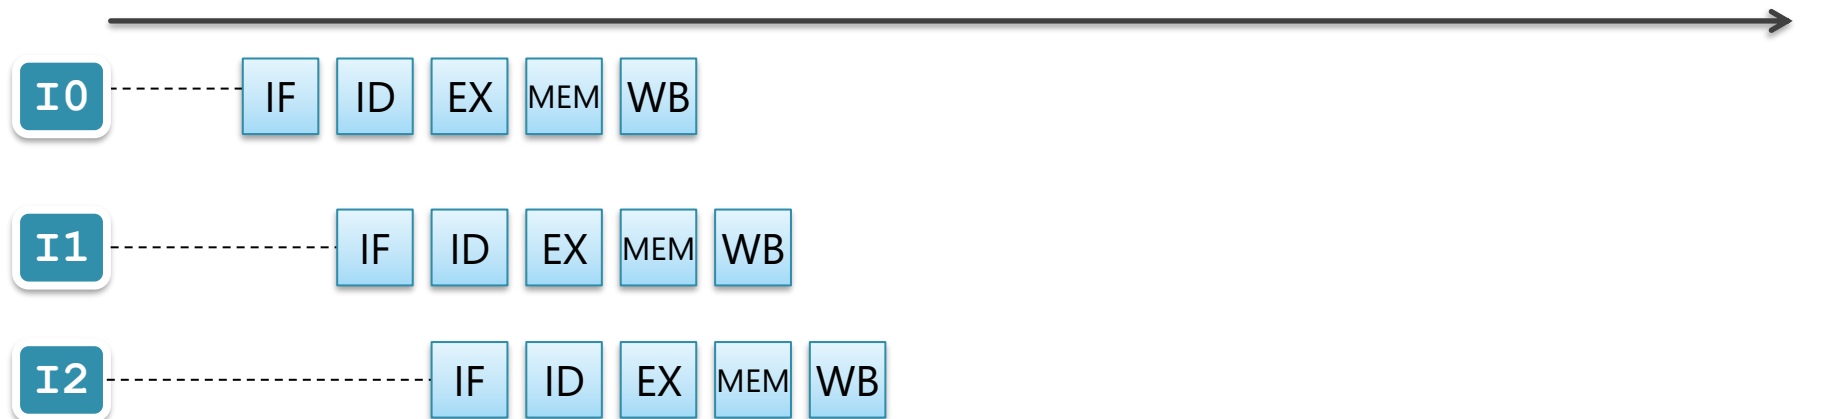 I0 IF ID EX MEM WB
I1 IF ID EX MEM WB
I2 IF ID EX MEM WB